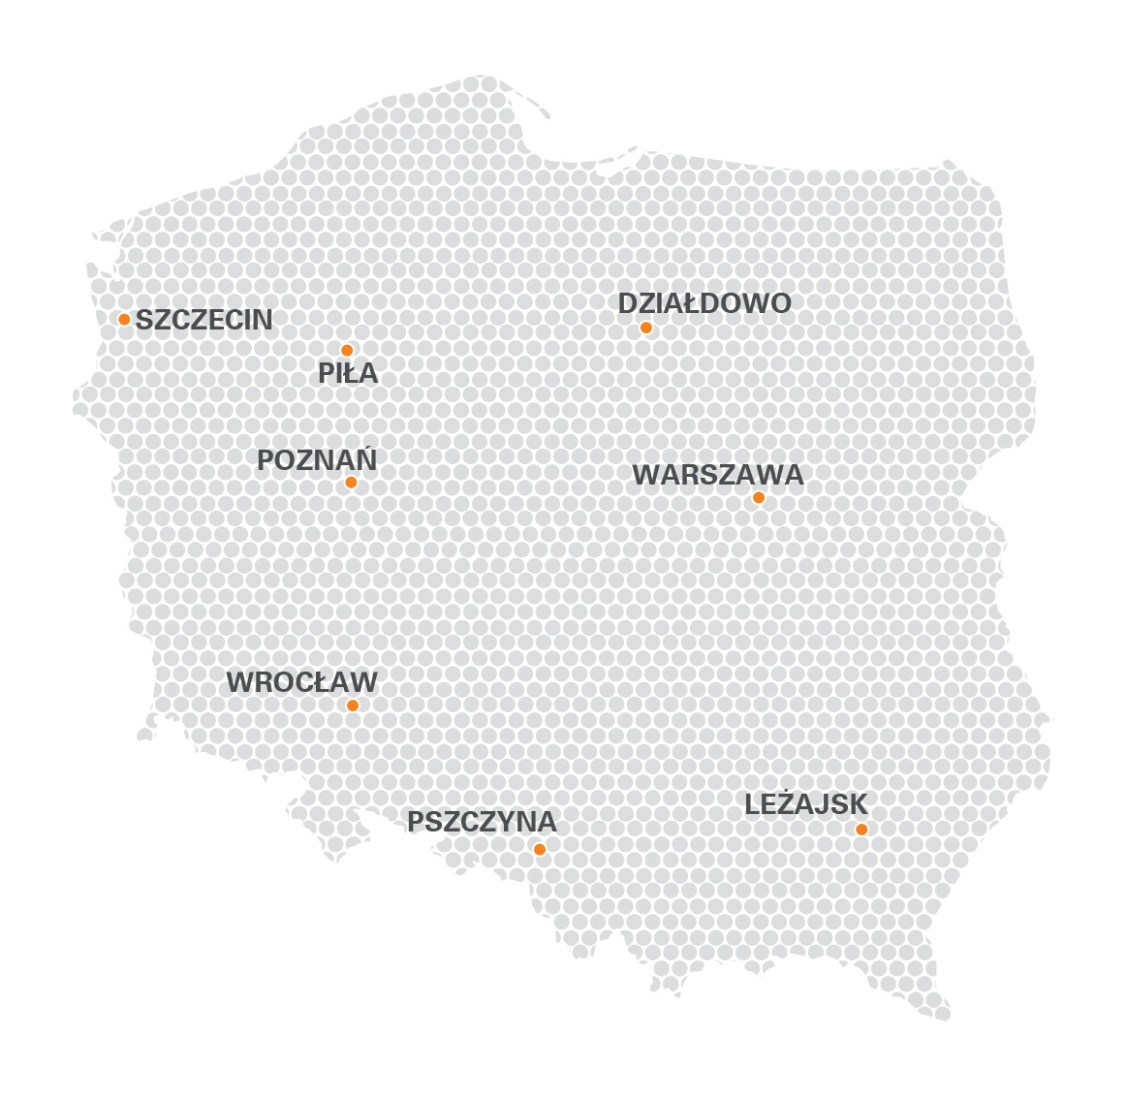 DZIAŁDOWO
SZCZECIN
PIŁA
POZNAŃ
WARSZAWA
WROCŁAW
LEŻAJSK
PSZCZYNA